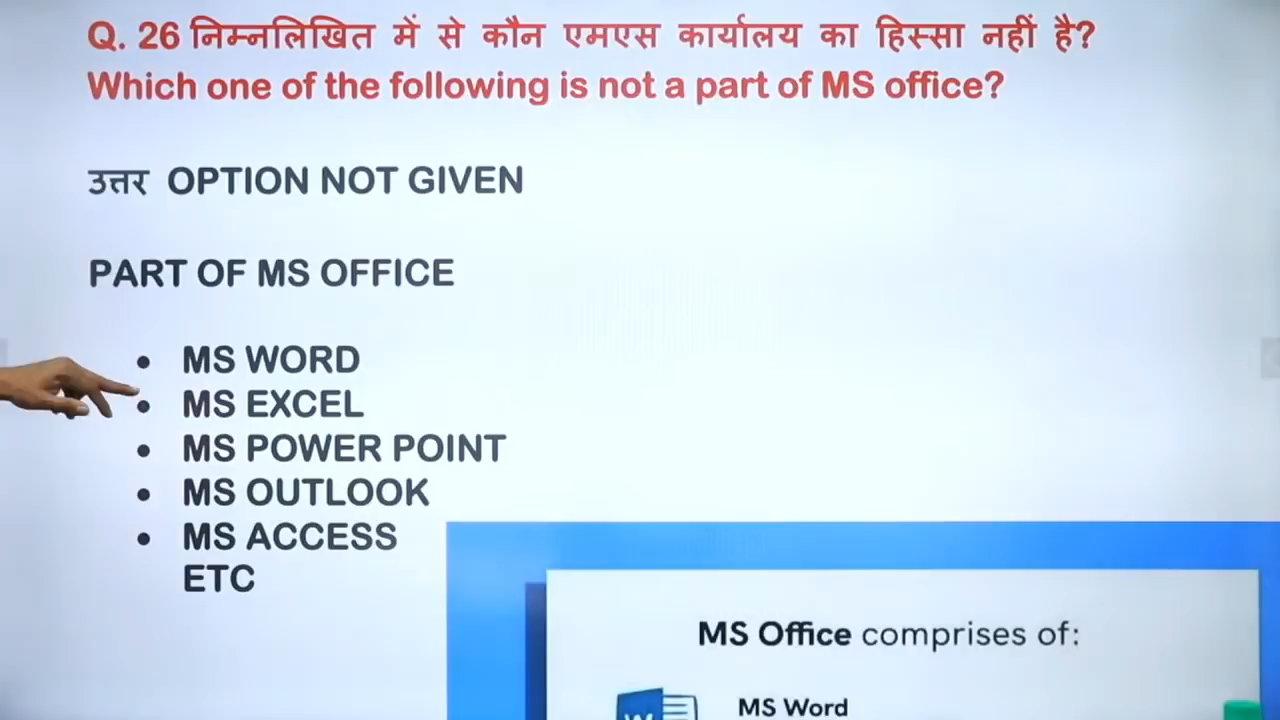 Q. 26 निम्नलिखित में से कौन एमएस कार्यालय का हिस्सा नहीं है?
Which one of the following is not a part of MS office?
उत्तर OPTION NOT GIVEN
PART OF MS OFFICE
• MS WORD
• MS EXCEL
• MS POWER POINT
• MS OUTLOOK
• MS ACCESS
ETC
MS Office comprises of:
MS Word